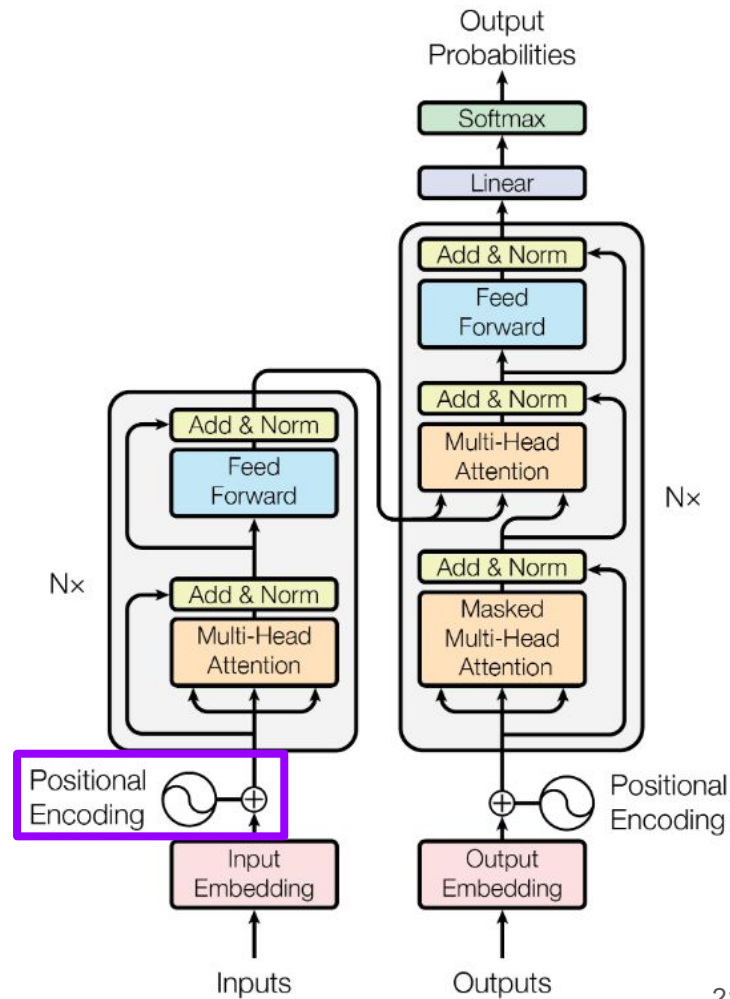 Output
Probabilities
Softmax
Linear
Add & Norm
Feed
Forward
Add & Norm
Multi-Head
Attention
Nx
Add & Norm
Masked
Multi-Head
Attention
Add & Norm
Feed
Forward
Nx
Add & Norm
Multi-Head
Attention
Positional
Encoding
Positional
Encoding
Input
Embedding
Output
Embedding
Inputs
Outputs